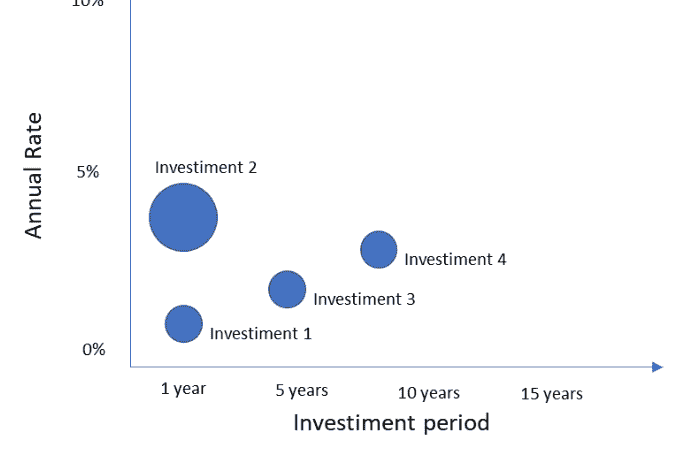 10%
Annual Rate
5%
Investiment 2
Investiment 4
Investiment 3
Investiment 1
0%
1 year
5 years
10 years
15 years
Investiment period